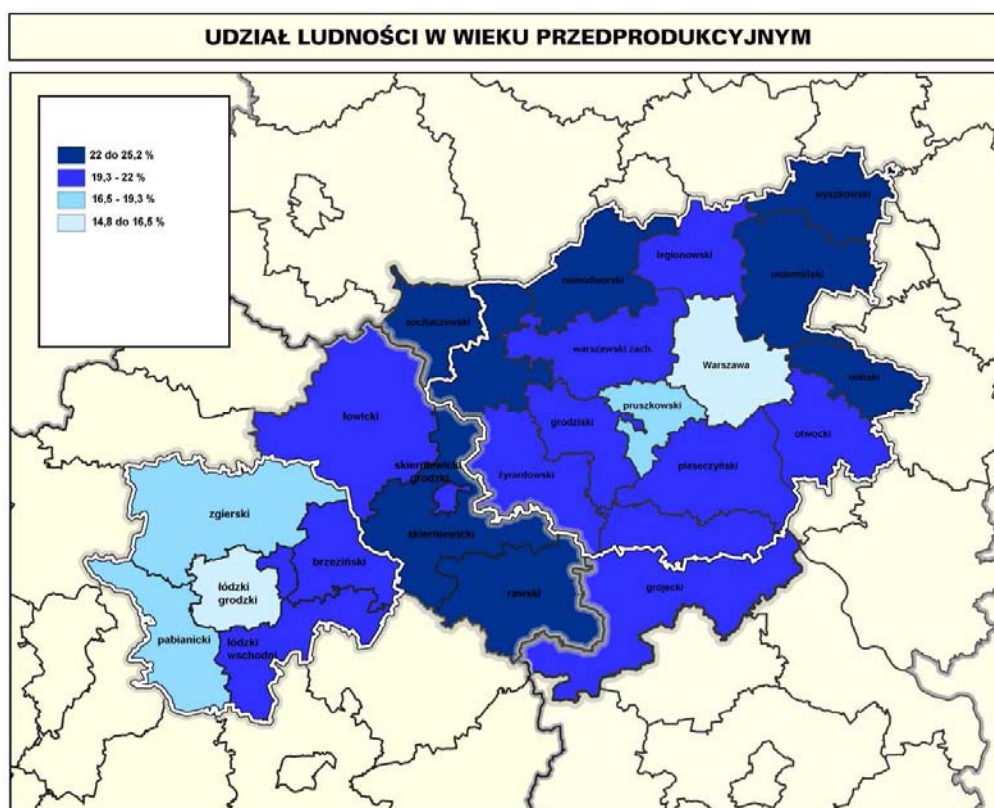 UDZIAŁ LUDNOŚCI W WIEKU PRZEDPRODUKCYJNYM
22 do 25,2 %
19,3 - 22 %
16,5 - 19,3 %
14,8 do 16,5 %
wyszkowski
legionowski
nowodworski
wołomiński
sochaczewski
warszawski zach.
Warszawa
miński
pruszkowski
łowicki
grodziski
otwocki
skierniewicki
grodzki
żyrardowski
piaseczyński
zgierski
skierniewicki
brzeziński
łódzki
grodzki
rawski
grójecki
pabianicki
łódzki
wschodni